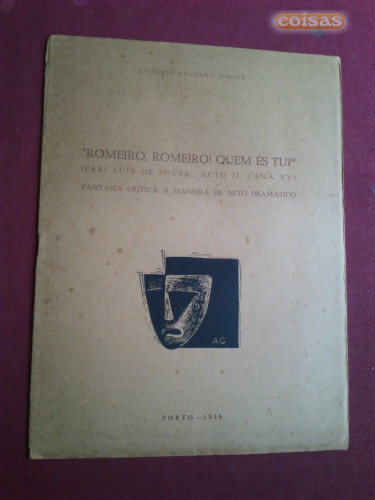 coisas
ANTÓNIO SALGADO JÚNIOR
"ROMEIRO, ROMEIRO! QUEM ÉS TU?"
(FREI LUÍS DE SOUSA, ACTO II, CENA XV)
FANTASIA CRÍTICA À MANEIRA DE ACTO DRAMÁTICO
AG
PORTO —